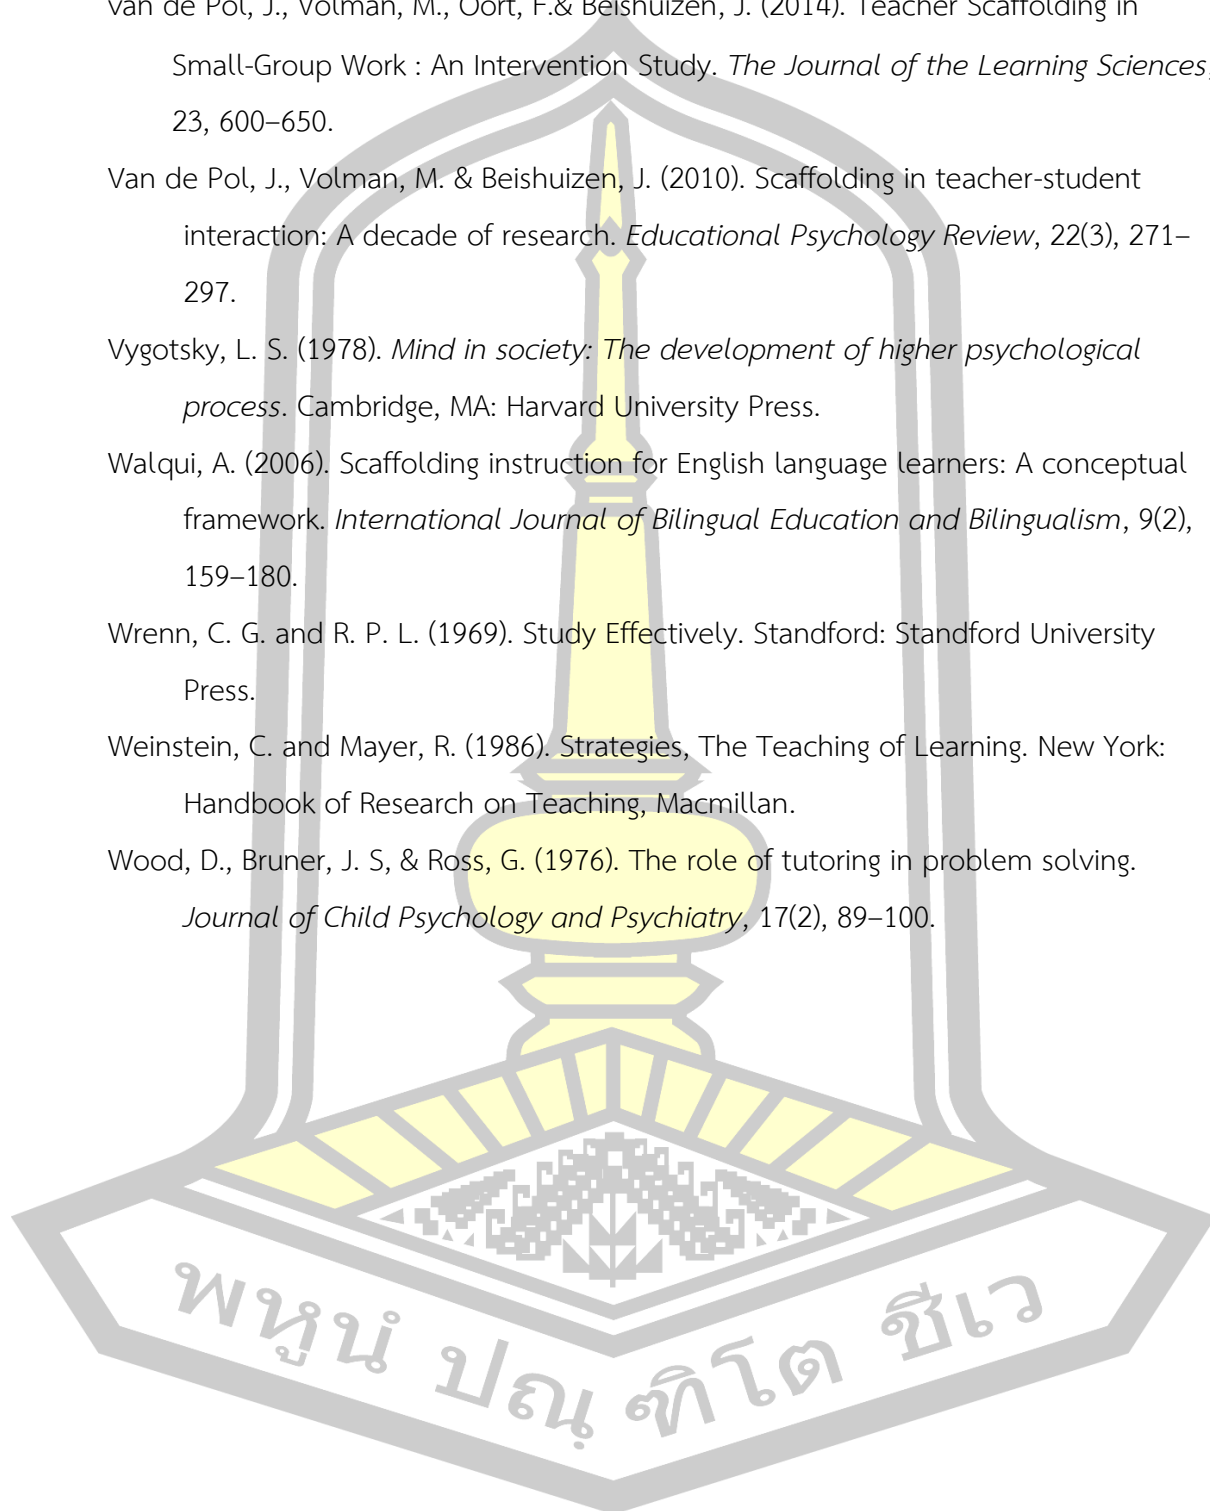 van de Pol, J., Volman, M., Oort, F.& Beishuizen, J. (2014). Teacher Scaffolding in
Small-Group Work : An Intervention Study. The Journal of the Learning Sciences,
23, 600–650.
Van de Pol, J., Volman, M. & Beishuizen, J. (2010). Scaffolding in teacher-student
interaction: A decade of research. Educational Psychology Review, 22(3), 271–
297.
Vygotsky, L. S. (1978). Mind in society: The development of higher psychological
process. Cambridge, MA: Harvard University Press.
Walqui, A. (2006). Scaffolding instruction for English language learners: A conceptual
framework. International Journal of Bilingual Education and Bilingualism, 9(2),
159–180.
Wrenn, C. G. and R. P. L. (1969). Study Effectively. Standford: Standford University
Press.
Weinstein, C. and Mayer, R. (1986). Strategies, The Teaching of Learning. New York:
Handbook of Research on Teaching, Macmillan.
Wood, D., Bruner, J. S, & Ross, G. (1976). The role of tutoring in problem solving.
Journal of Child Psychology and Psychiatry, 17(2), 89–100.
พหูนํ ปณฺ ฑิโต ชีเว